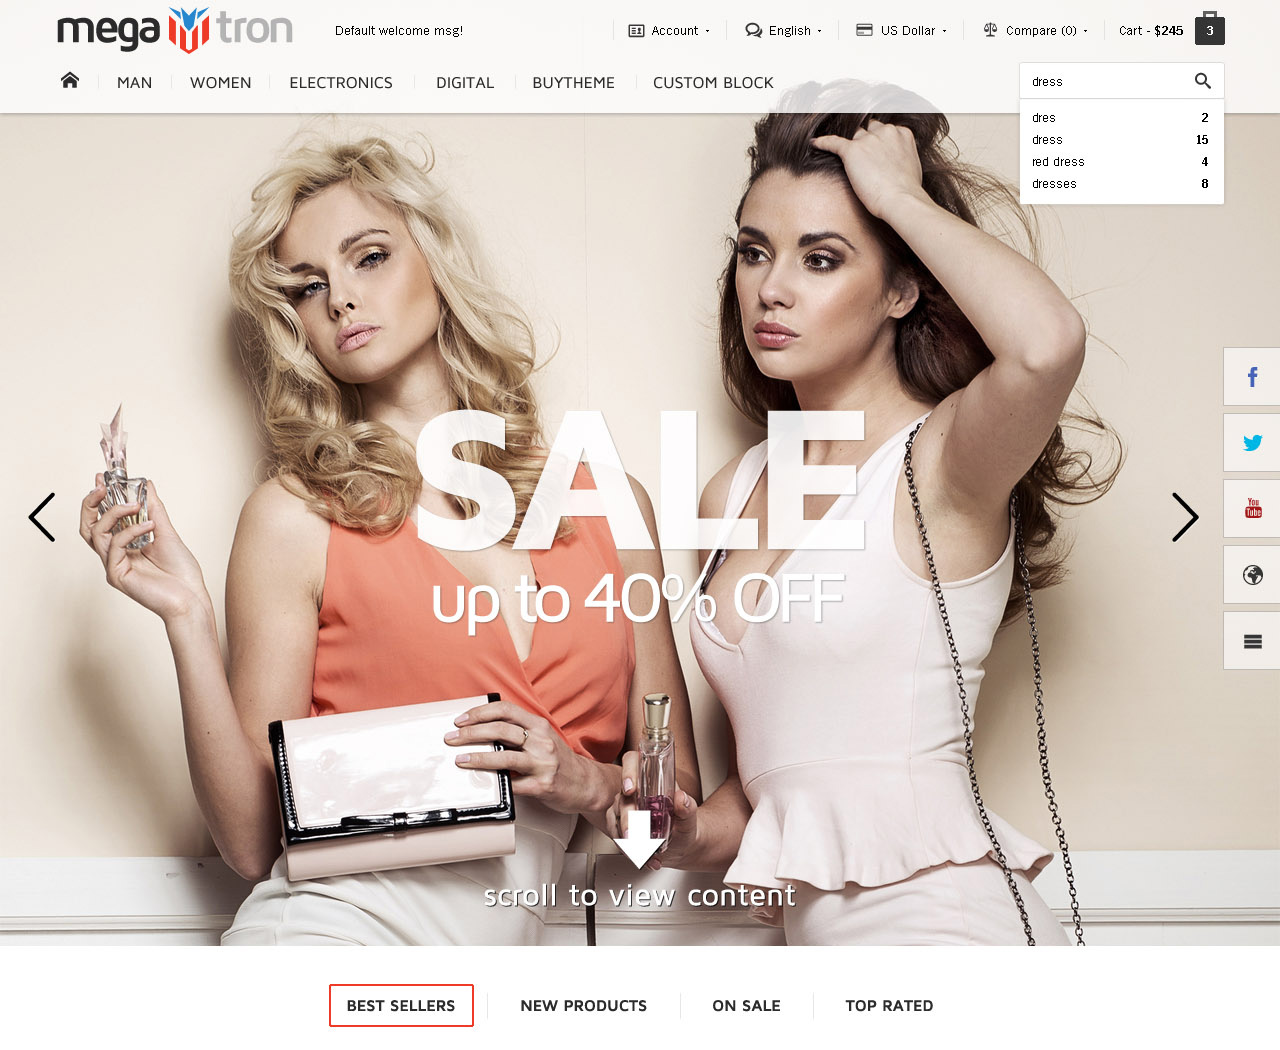 mega tron
Default welcome msg!
Account
English
US Dollar
Compare (0)
Cart - $245
3
MAN
WOMEN
ELECTRONICS
DIGITAL
BUYTHEME
CUSTOM BLOCK
dress
dres 2
dress 15
red dress 4
dresses 8
SALE
up to 40% OFF
You
Tube
scroll to view content
BEST SELLERS
NEW PRODUCTS
ON SALE
TOP RATED